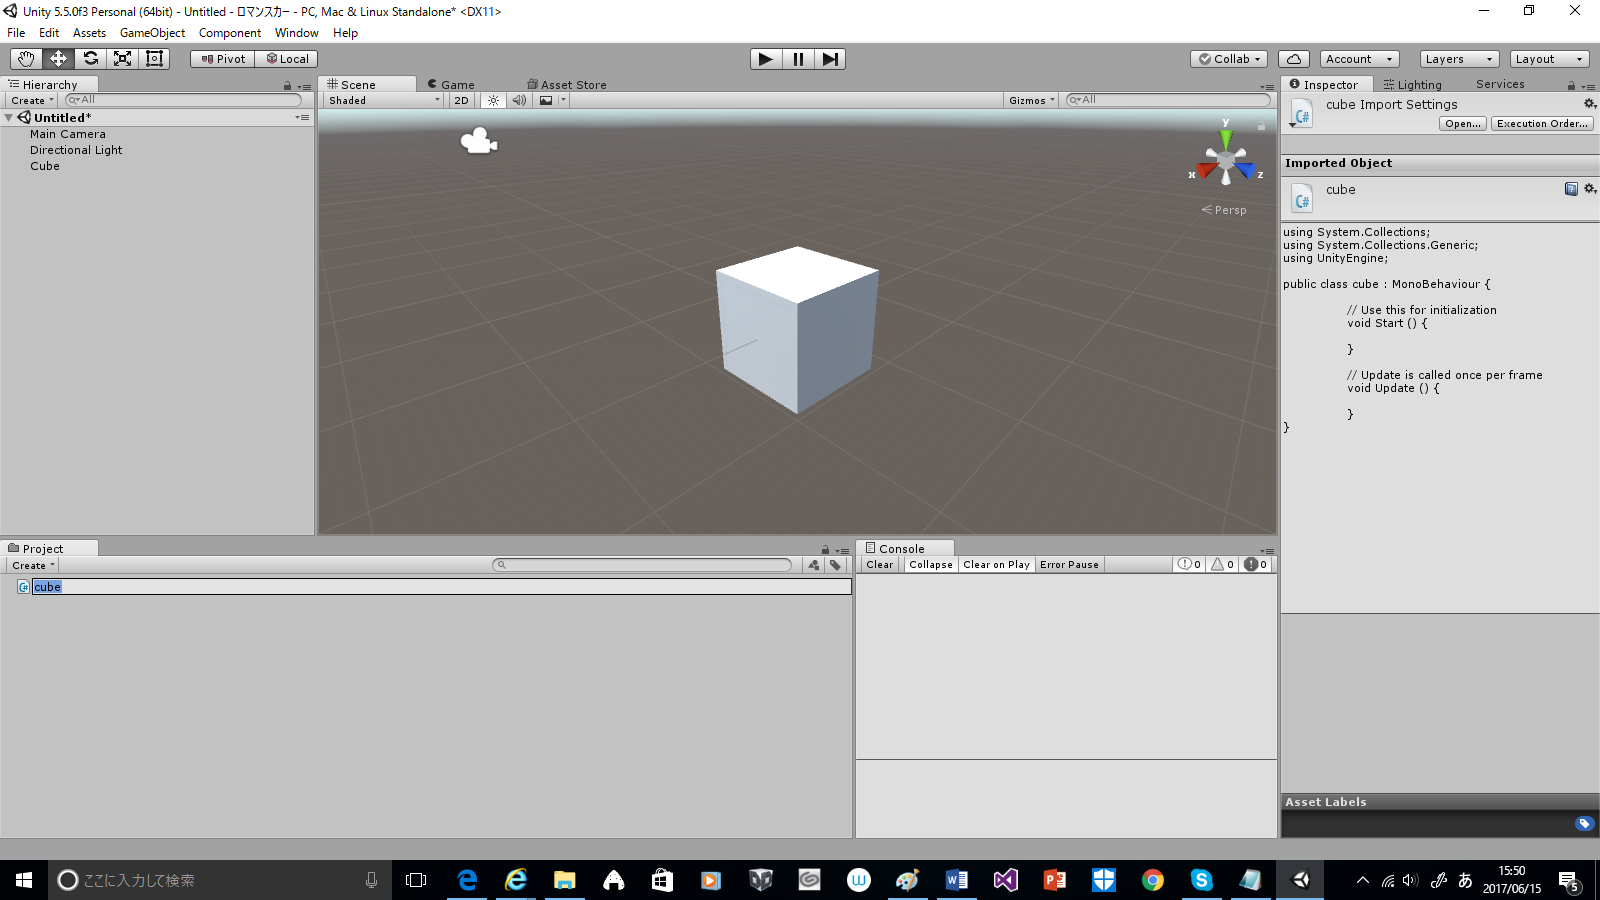 Unity 5.5.0f3 Personal (64bit) - Untitled - ロマンスカー - PC, Mac & Linux Standalone* <DX11>
File Edit Assets GameObject Component Window Help
Pivot Local Collab Account Layers Layout
Hierarchy
Create All
Untitled*
Main Camera
Directional Light
Cube
Scene Game Asset Store
Shaded 2D Gizmos All
y
x z
Persp
Inspector Lighting Services
cube Import Settings
Open... Execution Order...
Imported Object
cube
using System.Collections;
using System.Collections.Generic;
using UnityEngine;
public class cube : MonoBehaviour {
// Use this for initialization
void Start () {
}
// Update is called once per frame
void Update () {
}
}
Asset Labels
Project
Create
cube
Console
Clear Collapse Clear on Play Error Pause 0 0 0
ここに入力して検索
あ
15:50
2017/06/15
5